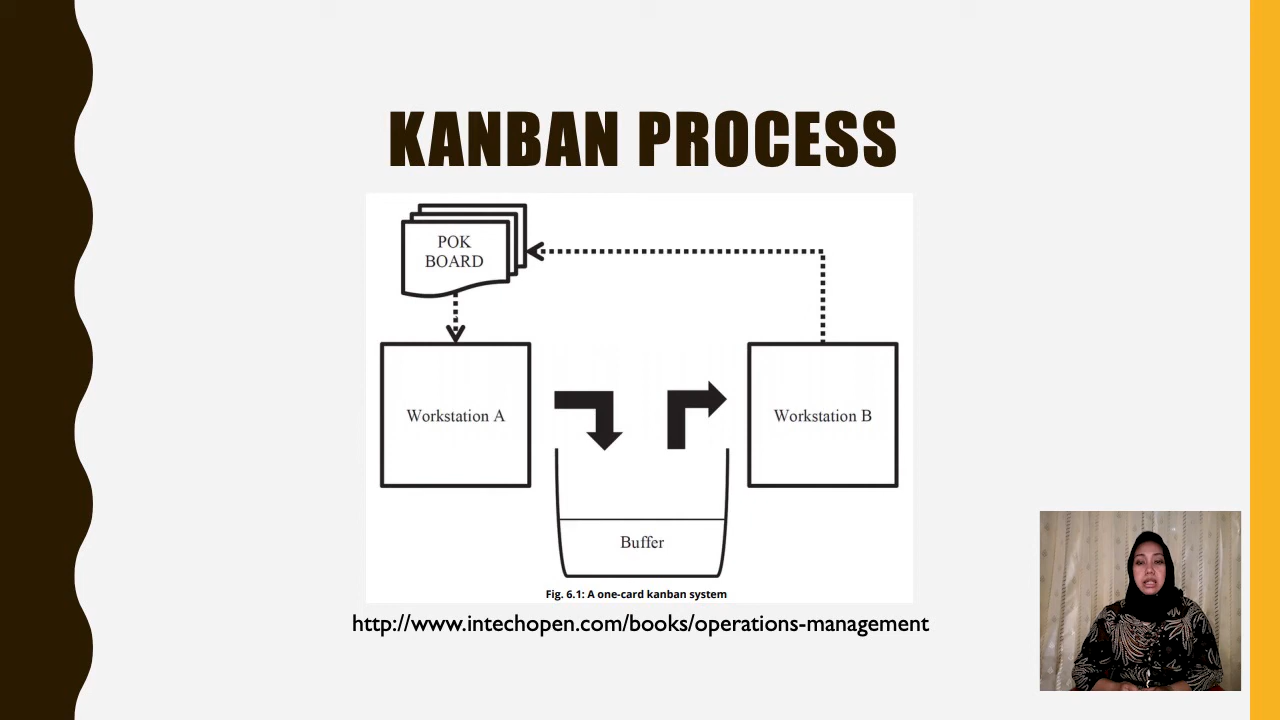 KANBAN PROCESS
POK
BOARD
Workstation A
Workstation B
Buffer
Fig. 6.1: A one-card kanban system
http://www.intechopen.com/books/operations-management